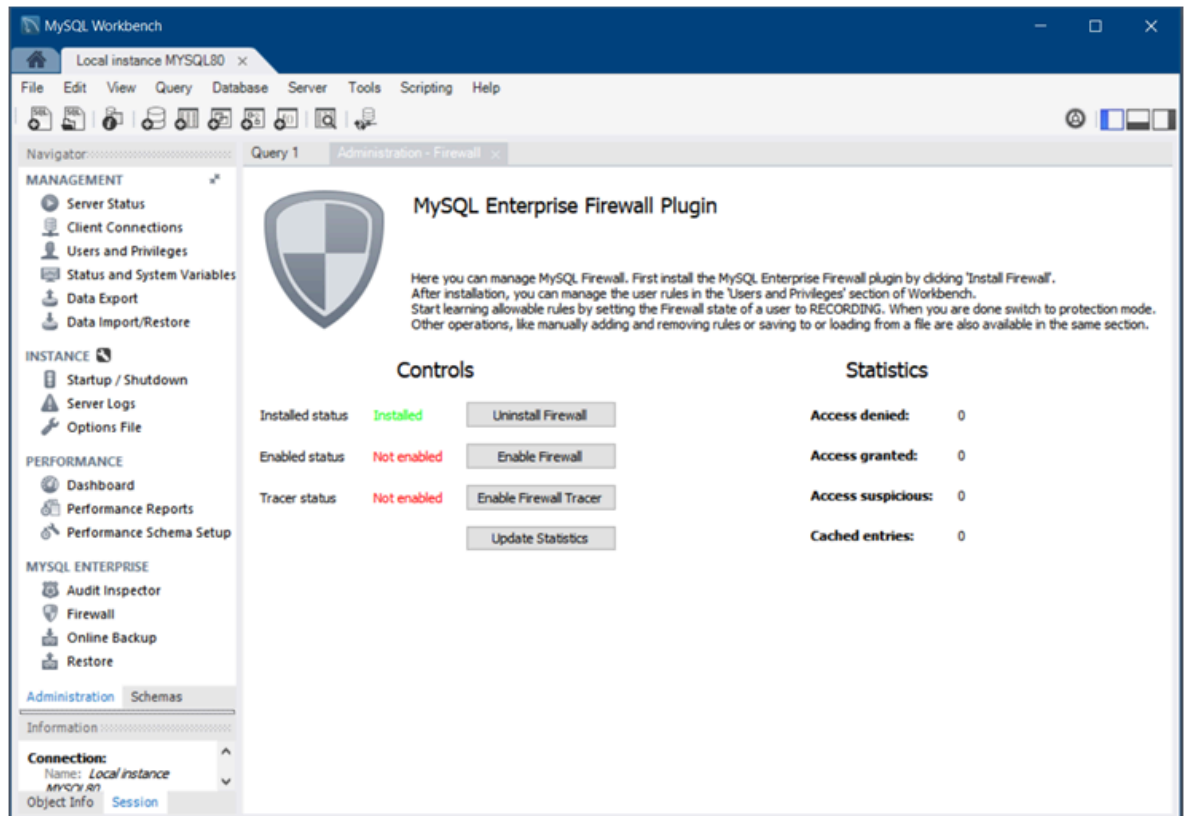 MySQL Workbench
Local instance MYSQL80 ×
File Edit View Query Database Server Tools Scripting Help
Navigator
MANAGEMENT
Server Status
Client Connections
Users and Privileges
Status and System Variables
Data Export
Data Import/Restore
INSTANCE
Startup / Shutdown
Server Logs
Options File
PERFORMANCE
Dashboard
Performance Reports
Performance Schema Setup
MYSQL ENTERPRISE
Audit Inspector
Firewall
Online Backup
Restore
Administration Schemas
Information
Connection:
Name: Local instance
MYSQL80
Object Info Session
Query 1 Administration - Firewall ×
MySQL Enterprise Firewall Plugin
Here you can manage MySQL Firewall. First install the MySQL Enterprise Firewall plugin by clicking 'Install Firewall'.
After installation, you can manage the user rules in the 'Users and Privileges' section of Workbench.
Start learning allowable rules by setting the Firewall state of a user to RECORDING. When you are done switch to protection mode.
Other operations, like manually adding and removing rules or saving to or loading from a file are also available in the same section.
Controls
Installed status Installed Uninstall Firewall
Enabled status Not enabled Enable Firewall
Tracer status Not enabled Enable Firewall Tracer
Update Statistics
Statistics
Access denied: 0
Access granted: 0
Access suspicious: 0
Cached entries: 0